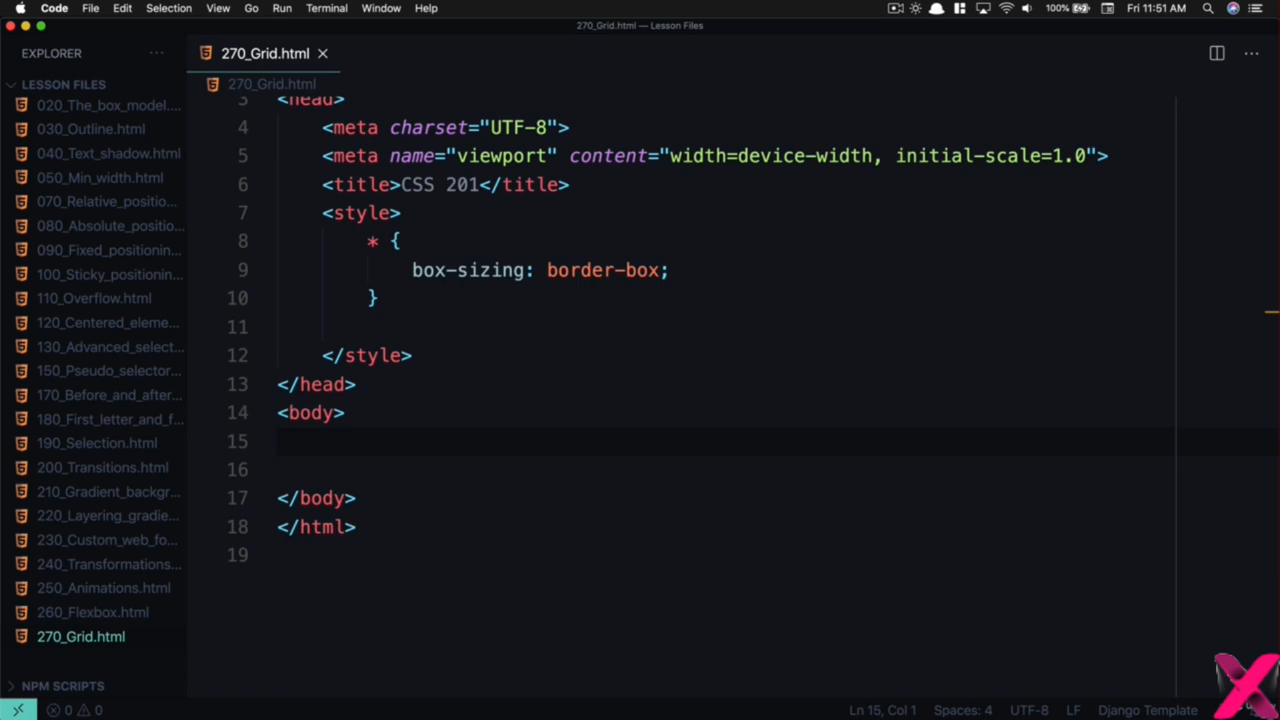 Code File Edit Selection View Go Run Terminal Window Help 100% Fri 11:51 AM
270_Grid.html — Lesson Files
EXPLORER
LESSON FILES
020_The_box_model....
030_Outline.html
040_Text_shadow.html
050_Min_width.html
070_Relative_positio...
080_Absolute_positio...
090_Fixed_positionin...
100_Sticky_positionin...
110_Overflow.html
120_Centered_eleme...
130_Advanced_select...
150_Pseudo_selector...
170_Before_and_after...
180_First_letter_and_f...
190_Selection.html
200_Transitions.html
210_Gradient_backgr...
220_Layering_gradie...
230_Custom_web_fo...
240_Transformations...
250_Animations.html
260_Flexbox.html
270_Grid.html
NPM SCRIPTS
270_Grid.html
270_Grid.html
3 <head>
4 <meta charset="UTF-8">
5 <meta name="viewport" content="width=device-width, initial-scale=1.0">
6 <title>CSS 201</title>
7 <style>
8 * {
9 box-sizing: border-box;
10 }
11
12 </style>
13 </head>
14 <body>
15
16
17 </body>
18 </html>
19
X
0 0 Ln 15, Col 1 Spaces: 4 UTF-8 LF Django Template